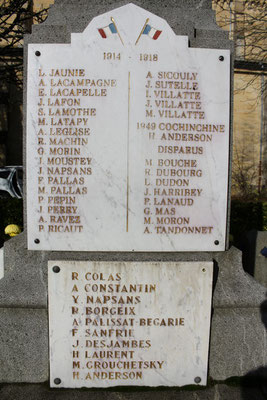 1914 1918
L. JAUNIE
A. LACAMPAGNE
E. LACAPELLE
J. LAFON
S. LAMOTHE
M. LATAPY
A. LEGLISE
R. MACHIN
G. MORIN
J. MOUSTEY
J. NAPSANS
F. PALLAS
M. PALLAS
P. PEPIN
J. PERRY
A. RAVEZ
P. RICAUT
A. SICOULY
J. SUTELLE
I. VILLATTE
J. VILLATTE
M. VILLATTE
1949 COCHINCHINE
H. ANDERSON
DISPARUS
M. BOUCHE
R. DUBOURG
L. DUDON
J. HARRIBEY
P. LANAUD
G. MAS
M. MORON
A. TANDONNET
R. COLAS
A. CONSTANTIN
Y. NAPSANS
R. BORGEIX
A. PALISSAT-BEGARIE
F. SANFRIE
J. DESJAMBES
H. LAURENT
M. GROUCHETSKY
H. ANDERSON